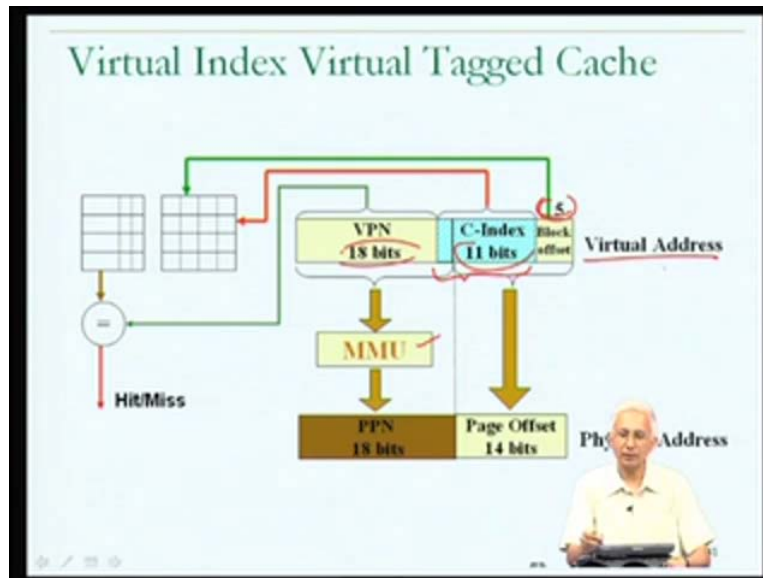 Virtual Index Virtual Tagged Cache
5
VPN
18 bits
C-Index
11 bits
Block
offset
Virtual Address
=
MMU
Hit/Miss
PPN
18 bits
Page Offset
14 bits
Address